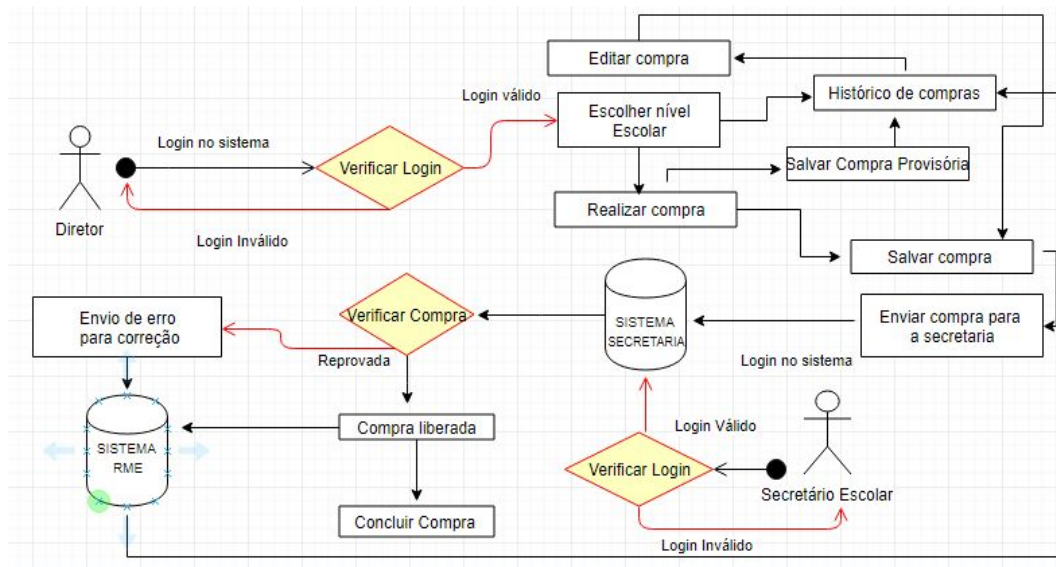 Editar compra
Login válido
Escolher nível
Escolar
Histórico de compras
Login no sistema
Verificar Login
Salvar Compra Provisória
Realizar compra
Diretor
Login Inválido
Salvar compra
Envio de erro
para correção
Verificar Compra
SISTEMA
SECRETARIA
Enviar compra para
a secretaria
Reprovada
Login no sistema
SISTEMA
RME
Compra liberada
Login Válido
Verificar Login
Secretário Escolar
Concluir Compra
Login Inválido